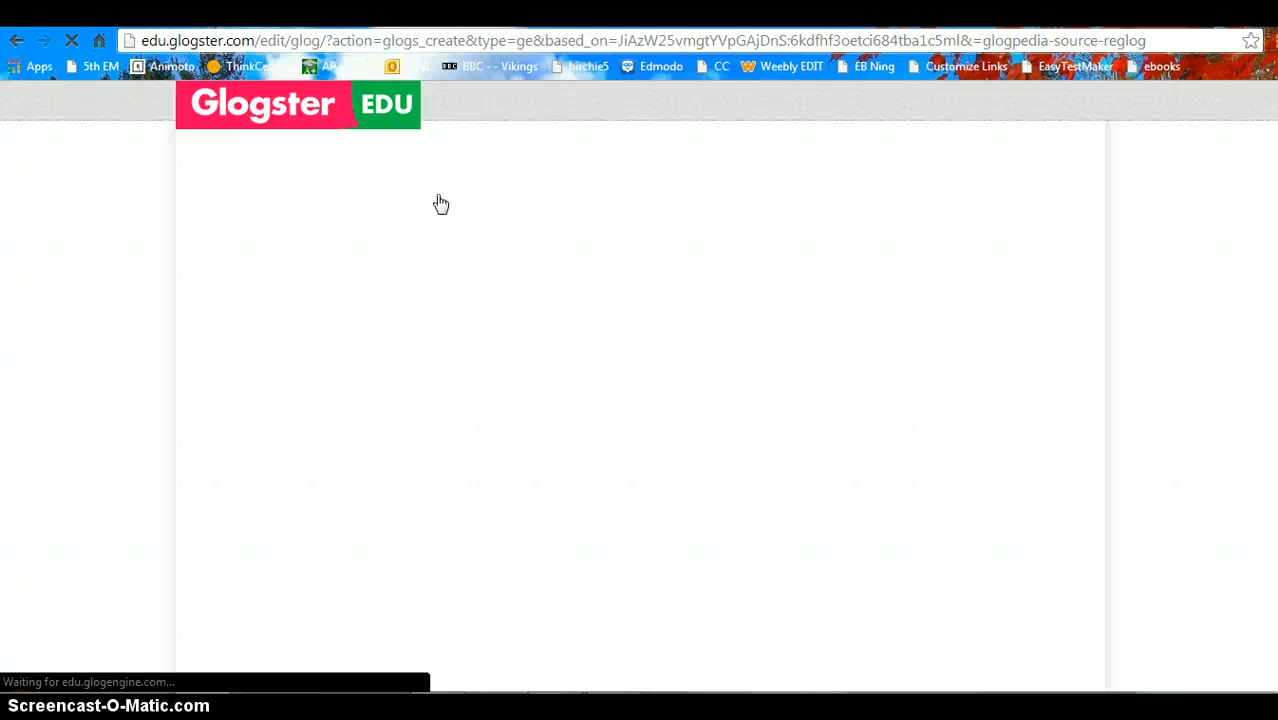 edu.glogster.com/edit/glog/?action=glogs_create&type=ge&based_on=JiAzW25vmgtYVpGAjDnS:6kdfhf3oetci684tba1c5ml&=glogpedia-source-reglog
Apps 5th EM Animoto BBC - - Vikings birchie5 Edmodo CC Weebly EDIT EB Ning Customize Links EasyTestMaker ebooks
Glogster EDU
Waiting for edu.glogengine.com...
Screencast-O-Matic.com